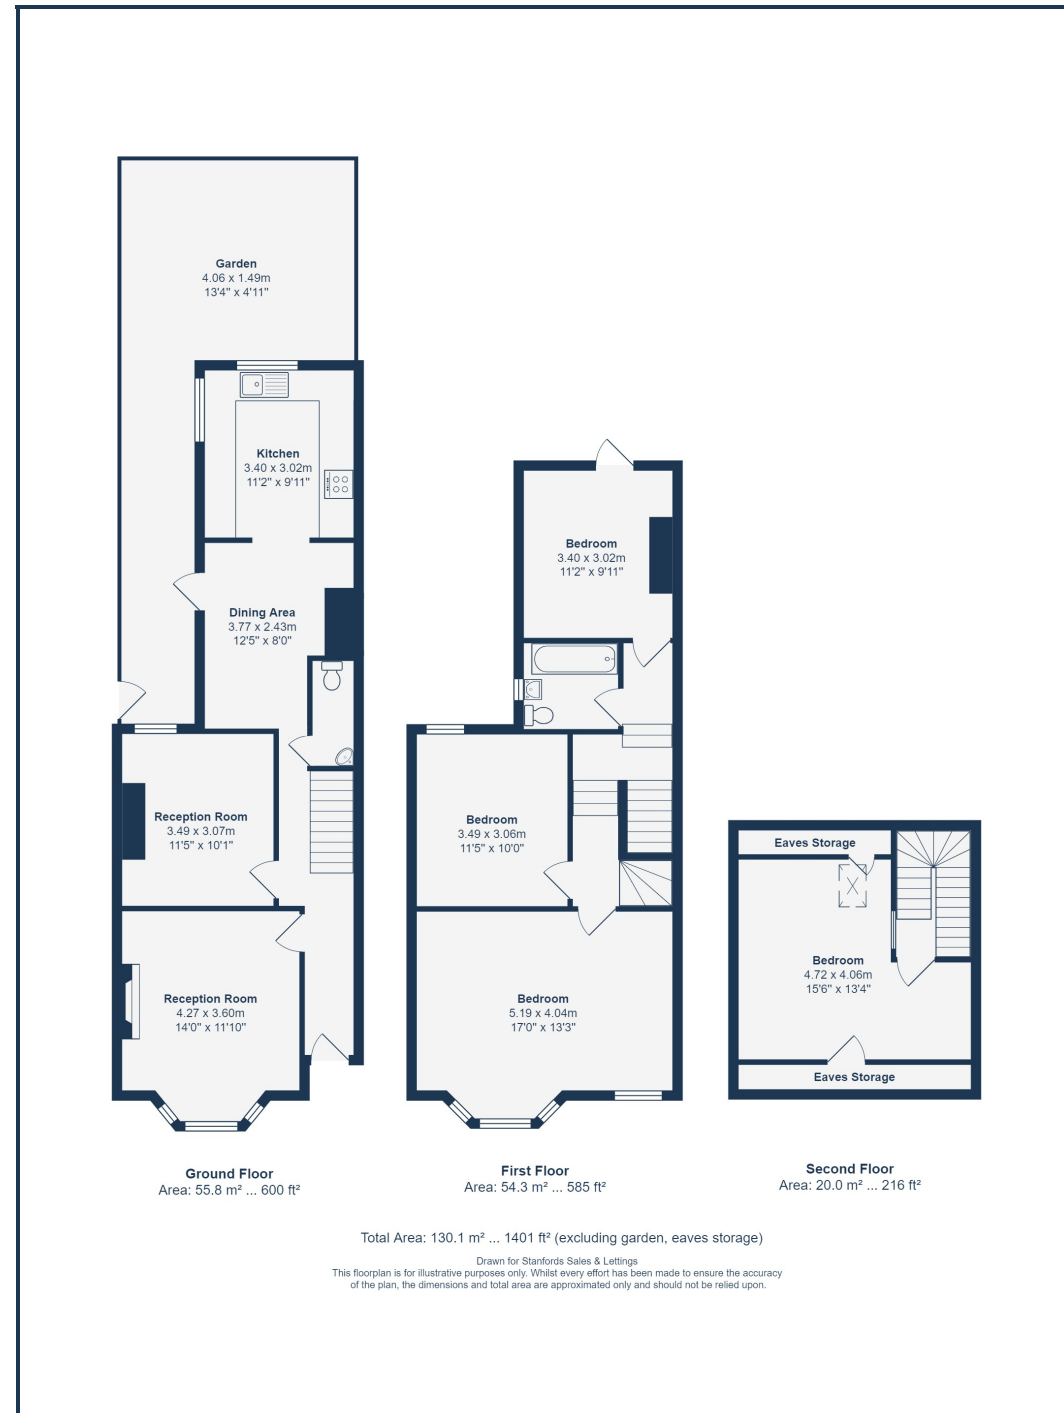 Garden
4.06 x 1.49m
13'4" x 4'11"
Kitchen
3.40 x 3.02m
11'2" x 9'11"
Dining Area
3.77 x 2.43m
12'5" x 8'0"
Reception Room
3.49 x 3.07m
11'5" x 10'1"
Reception Room
4.27 x 3.60m
14'0" x 11'10"
Ground Floor
Area: 55.8 m² ... 600 ft²
Bedroom
3.40 x 3.02m
11'2" x 9'11"
Bedroom
3.49 x 3.06m
11'5" x 10'0"
Bedroom
5.19 x 4.04m
17'0" x 13'3"
First Floor
Area: 54.3 m² ... 585 ft²
Eaves Storage
Bedroom
4.72 x 4.06m
15'6" x 13'4"
Eaves Storage
Second Floor
Area: 20.0 m² ... 216 ft²
Total Area: 130.1 m² ... 1401 ft² (excluding garden, eaves storage)
Drawn for Stanfords Sales & Lettings
This floorplan is for illustrative purposes only. Whilst every effort has been made to ensure the accuracy
of the plan, the dimensions and total area are approximated only and should not be relied upon.